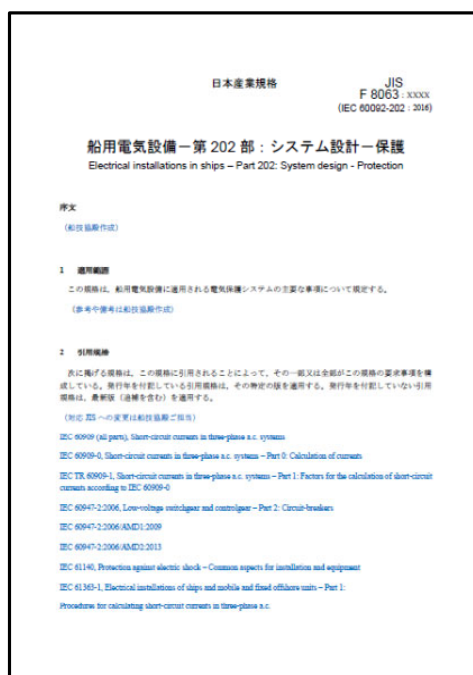 日本産業規格
JIS
F 8063 : xxxx
(IEC 60092-202 : 2016)
船用電気設備－第 202 部：システム設計－保護
Electrical installations in ships – Part 202: System design - Protection
序文
（船技協殿作成）
1 適用範囲
この規格は、船用電気設備に適用される電気保護システムの主要な事項について規定する。
（参考や備考は船技協殿作成）
2 引用規格
次に掲げる規格は、この規格に引用されることによって、その一部又は全部がこの規格の要求事項を構
成している。発行年を付記している引用規格は、その特定の版を適用する。発行年を付記していない引用
規格は、最新版（追補を含む）を適用する。
（対応 JIS への変更は船技協殿ご担当）
IEC 60909 (all parts), Short-circuit currents in three-phase a.c. systems
IEC 60909-0, Short-circuit currents in three-phase a.c. systems – Part 0: Calculation of currents
IEC TR 60909-1, Short-circuit currents in three-phase a.c. systems – Part 1: Factors for the calculation of short-circuit
currents according to IEC 60909-0
IEC 60947-2:2006, Low-voltage switchgear and controlgear – Part 2: Circuit-breakers
IEC 60947-2:2006/AMD1:2009
IEC 60947-2:2006/AMD2:2013
IEC 61140, Protection against electric shock – Common aspects for installation and equipment
IEC 61363-1, Electrical installations of ships and mobile and fixed offshore units – Part 1:
Procedures for calculating short-circuit currents in three-phase a.c.